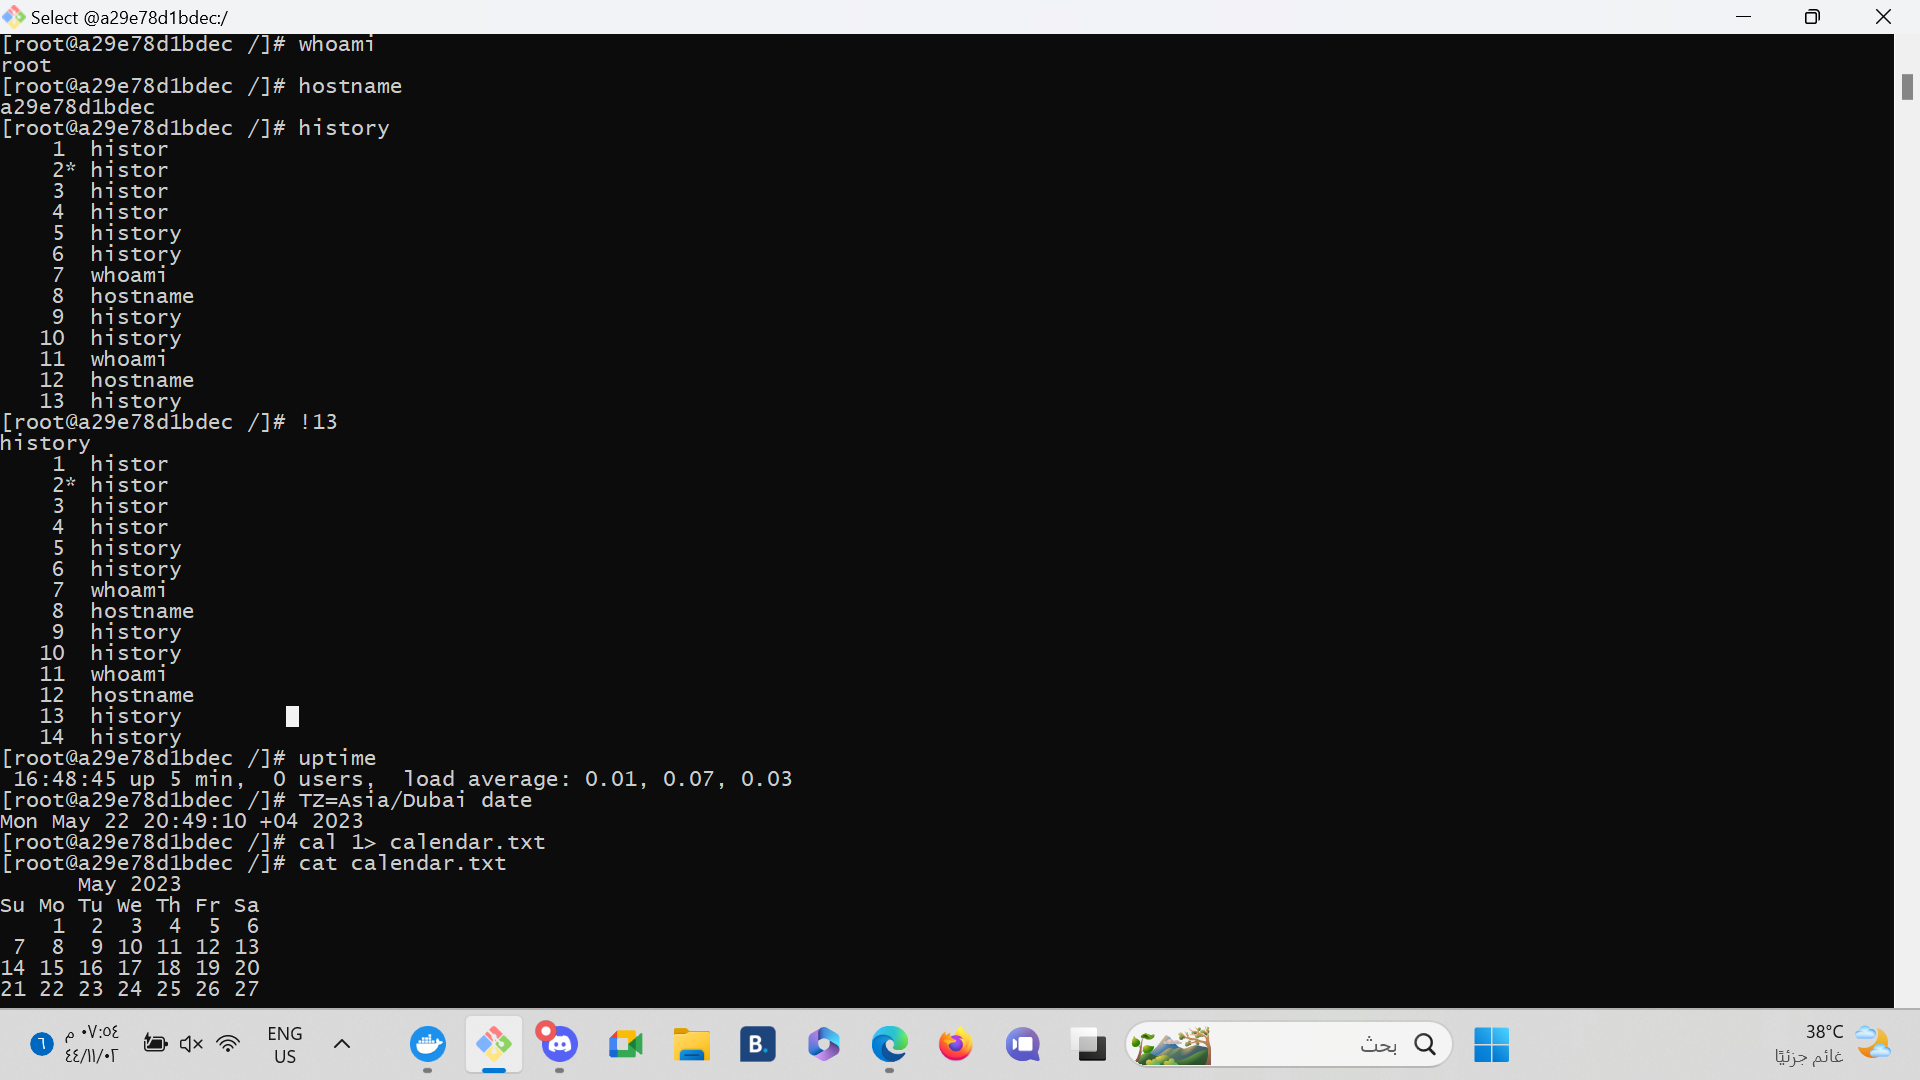 Select @a29e78d1bdec:/
[root@a29e78d1bdec /]# whoami
root
[root@a29e78d1bdec /]# hostname
a29e78d1bdec
[root@a29e78d1bdec /]# history
    1  histor
    2* histor
    3  histor
    4  histor
    5  history
    6  history
    7  whoami
    8  hostname
    9  history
   10  history
   11  whoami
   12  hostname
   13  history
[root@a29e78d1bdec /]# !13
history
    1  histor
    2* histor
    3  histor
    4  histor
    5  history
    6  history
    7  whoami
    8  hostname
    9  history
   10  history
   11  whoami
   12  hostname
   13  history
   14  history
[root@a29e78d1bdec /]# uptime
 16:48:45 up 5 min,  0 users,  load average: 0.01, 0.07, 0.03
[root@a29e78d1bdec /]# TZ=Asia/Dubai date
Mon May 22 20:49:10 +04 2023
[root@a29e78d1bdec /]# cal 1> calendar.txt
[root@a29e78d1bdec /]# cat calendar.txt
      May 2023
Su Mo Tu We Th Fr Sa
    1  2  3  4  5  6
 7  8  9 10 11 12 13
14 15 16 17 18 19 20
21 22 23 24 25 26 27
٦
٠٧:٥٤ م
٤٤/١١/٠٢
ENG
US
B.
بحث
38°C
غائم جزئيًا